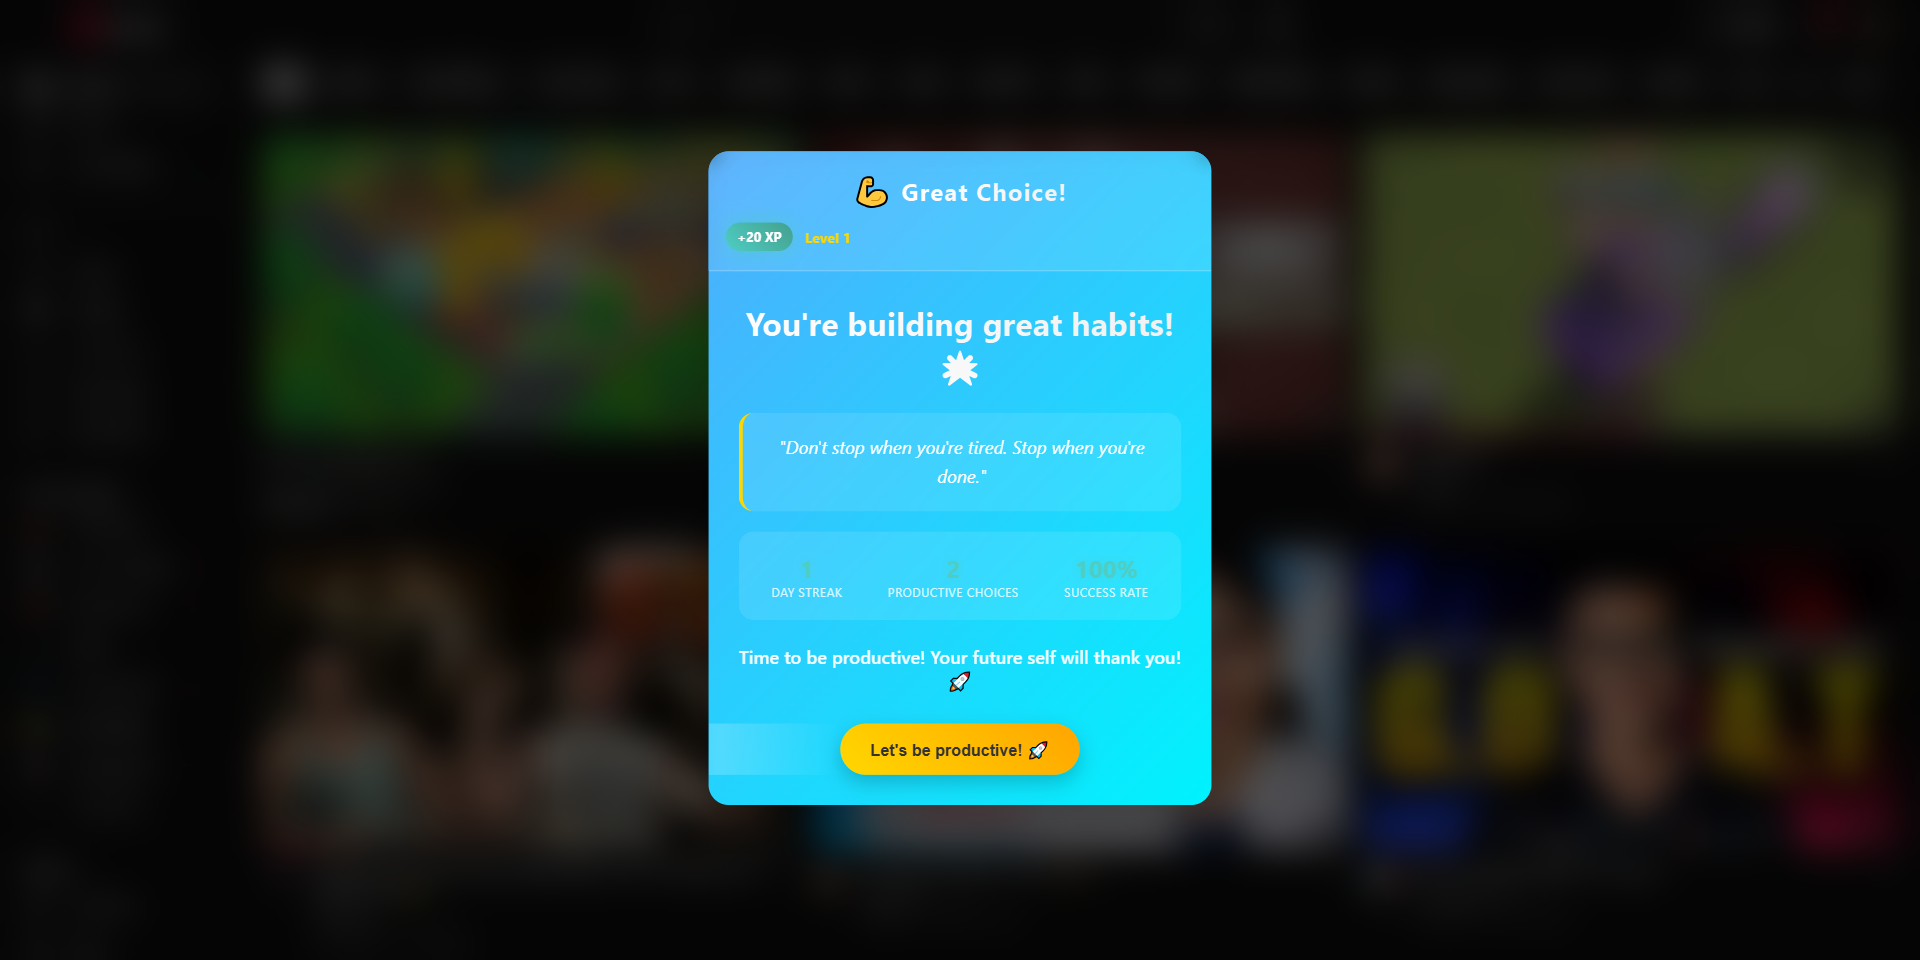 💪 Great Choice!
+20 XP Level 1
You're building great habits!
🌟
"Don't stop when you're tired. Stop when you're
done."
1 2 100%
DAY STREAK PRODUCTIVE CHOICES SUCCESS RATE
Time to be productive! Your future self will thank you!
🚀
Let's be productive! 🚀